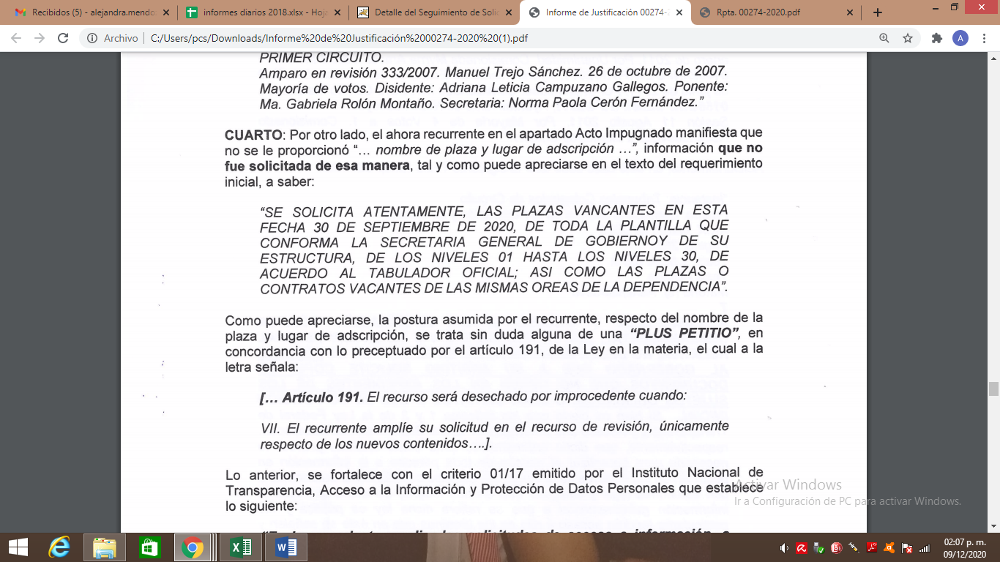 Recibidos (5) - alejandra.mendo
informes diarios 2018.xlsx - Hoja
Detalle del Seguimiento de Solic
Informe de Justificación 00274-2
Rpta. 00274-2020.pdf
Archivo
C:/Users/pcs/Downloads/Informe%20de%20Justificación%2000274-2020%20(1).pdf
A
PRIMER CIRCUITO.
Amparo en revisión 333/2007. Manuel Trejo Sánchez. 26 de octubre de 2007.
Mayoría de votos. Disidente: Adriana Leticia Campuzano Gallegos. Ponente:
Ma. Gabriela Rolón Montaño. Secretaria: Norma Paola Cerón Fernández.”
CUARTO: Por otro lado, el ahora recurrente en el apartado Acto Impugnado manifiesta que
no se le proporcionó “… nombre de plaza y lugar de adscripción …”, información que no
fue solicitada de esa manera, tal y como puede apreciarse en el texto del requerimiento
inicial, a saber:
“SE SOLICITA ATENTAMENTE, LAS PLAZAS VANCANTES EN ESTA
FECHA 30 DE SEPTIEMBRE DE 2020, DE TODA LA PLANTILLA QUE
CONFORMA LA SECRETARIA GENERAL DE GOBIERNOY DE SU
ESTRUCTURA, DE LOS NIVELES 01 HASTA LOS NIVELES 30, DE
ACUERDO AL TABULADOR OFICIAL; ASI COMO LAS PLAZAS O
CONTRATOS VACANTES DE LAS MISMAS OREAS DE LA DEPENDENCIA”.
Como puede apreciarse, la postura asumida por el recurrente, respecto del nombre de la
plaza y lugar de adscripción, se trata sin duda alguna de una “PLUS PETITIO”, en
concordancia con lo preceptuado por el artículo 191, de la Ley en la materia, el cual a la
letra señala:
[… Artículo 191. El recurso será desechado por improcedente cuando:
VII. El recurrente amplíe su solicitud en el recurso de revisión, únicamente
respecto de los nuevos contenidos….].
Lo anterior, se fortalece con el criterio 01/17 emitido por el Instituto Nacional de
Transparencia, Acceso a la Información y Protección de Datos Personales que establece
lo siguiente:
Activar Windows
Ir a Configuración de PC para activar Windows.
02:07 p. m.
09/12/2020